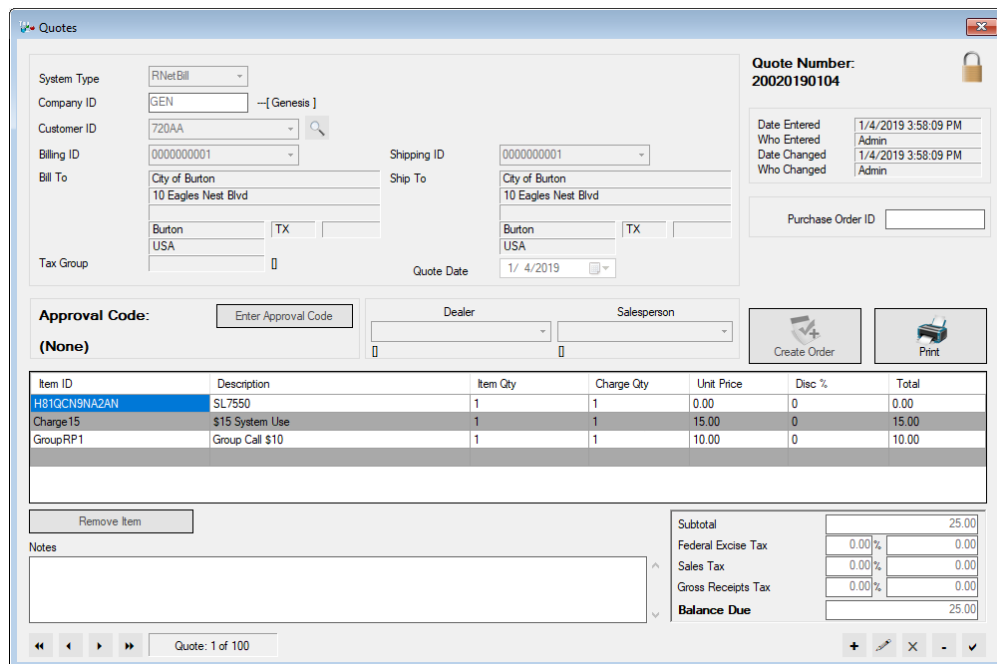 Quotes
System Type RNetBill
Company ID GEN ---[ Genesis ]
Customer ID 720AA
Billing ID 0000000001 Shipping ID 0000000001
Bill To City of Burton Ship To City of Burton
10 Eagles Nest Blvd 10 Eagles Nest Blvd
Burton TX Burton TX
USA USA
Tax Group [] Quote Date 1/ 4/2019
Quote Number:
20020190104
Date Entered 1/4/2019 3:58:09 PM
Who Entered Admin
Date Changed 1/4/2019 3:58:09 PM
Who Changed Admin
Purchase Order ID
Approval Code: Enter Approval Code
(None)
Dealer Salesperson
[] []
Create Order Print
Item ID Description Item Qty Charge Qty Unit Price Disc % Total
H81QCN9NA2AN SL7550 1 1 0.00 0 0.00
Charge15 $15 System Use 1 1 15.00 0 15.00
GroupRP1 Group Call $10 1 1 10.00 0 10.00
Remove Item
Notes
Subtotal 25.00
Federal Excise Tax 0.00 % 0.00
Sales Tax 0.00 % 0.00
Gross Receipts Tax 0.00 % 0.00
Balance Due 25.00
Quote: 1 of 100